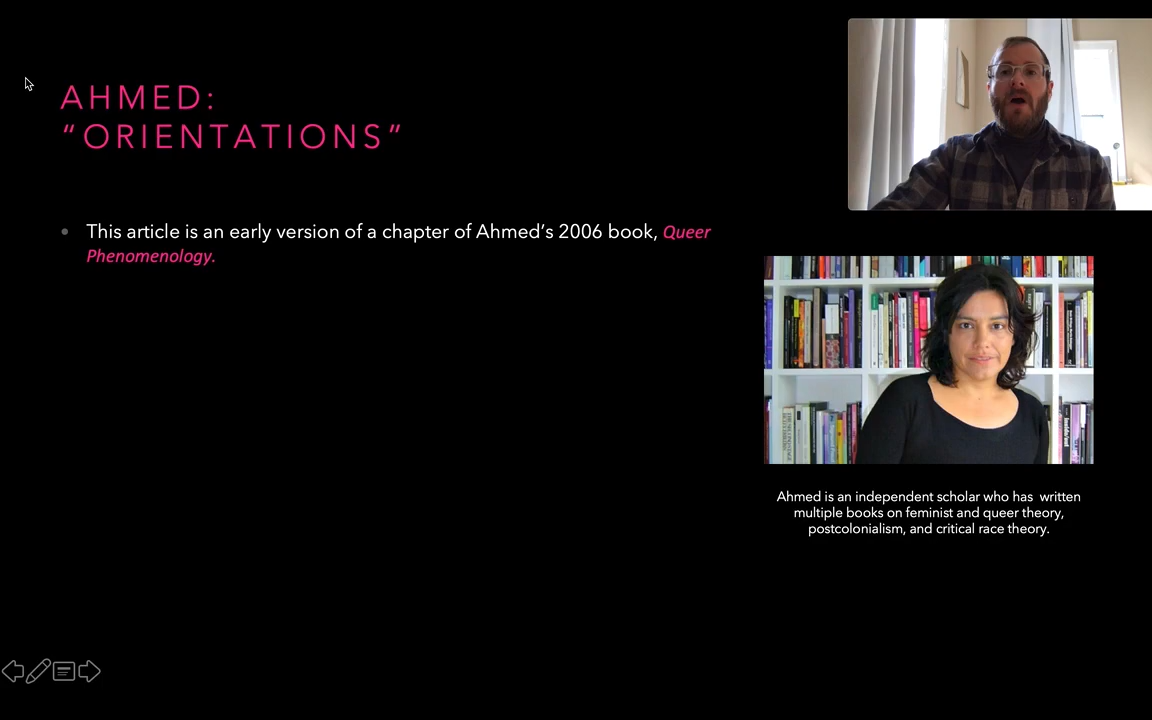 AHMED:
“ORIENTATIONS”
• This article is an early version of a chapter of Ahmed’s 2006 book, Queer
Phenomenology.
Ahmed is an independent scholar who has  written
multiple books on feminist and queer theory,
postcolonialism, and critical race theory.